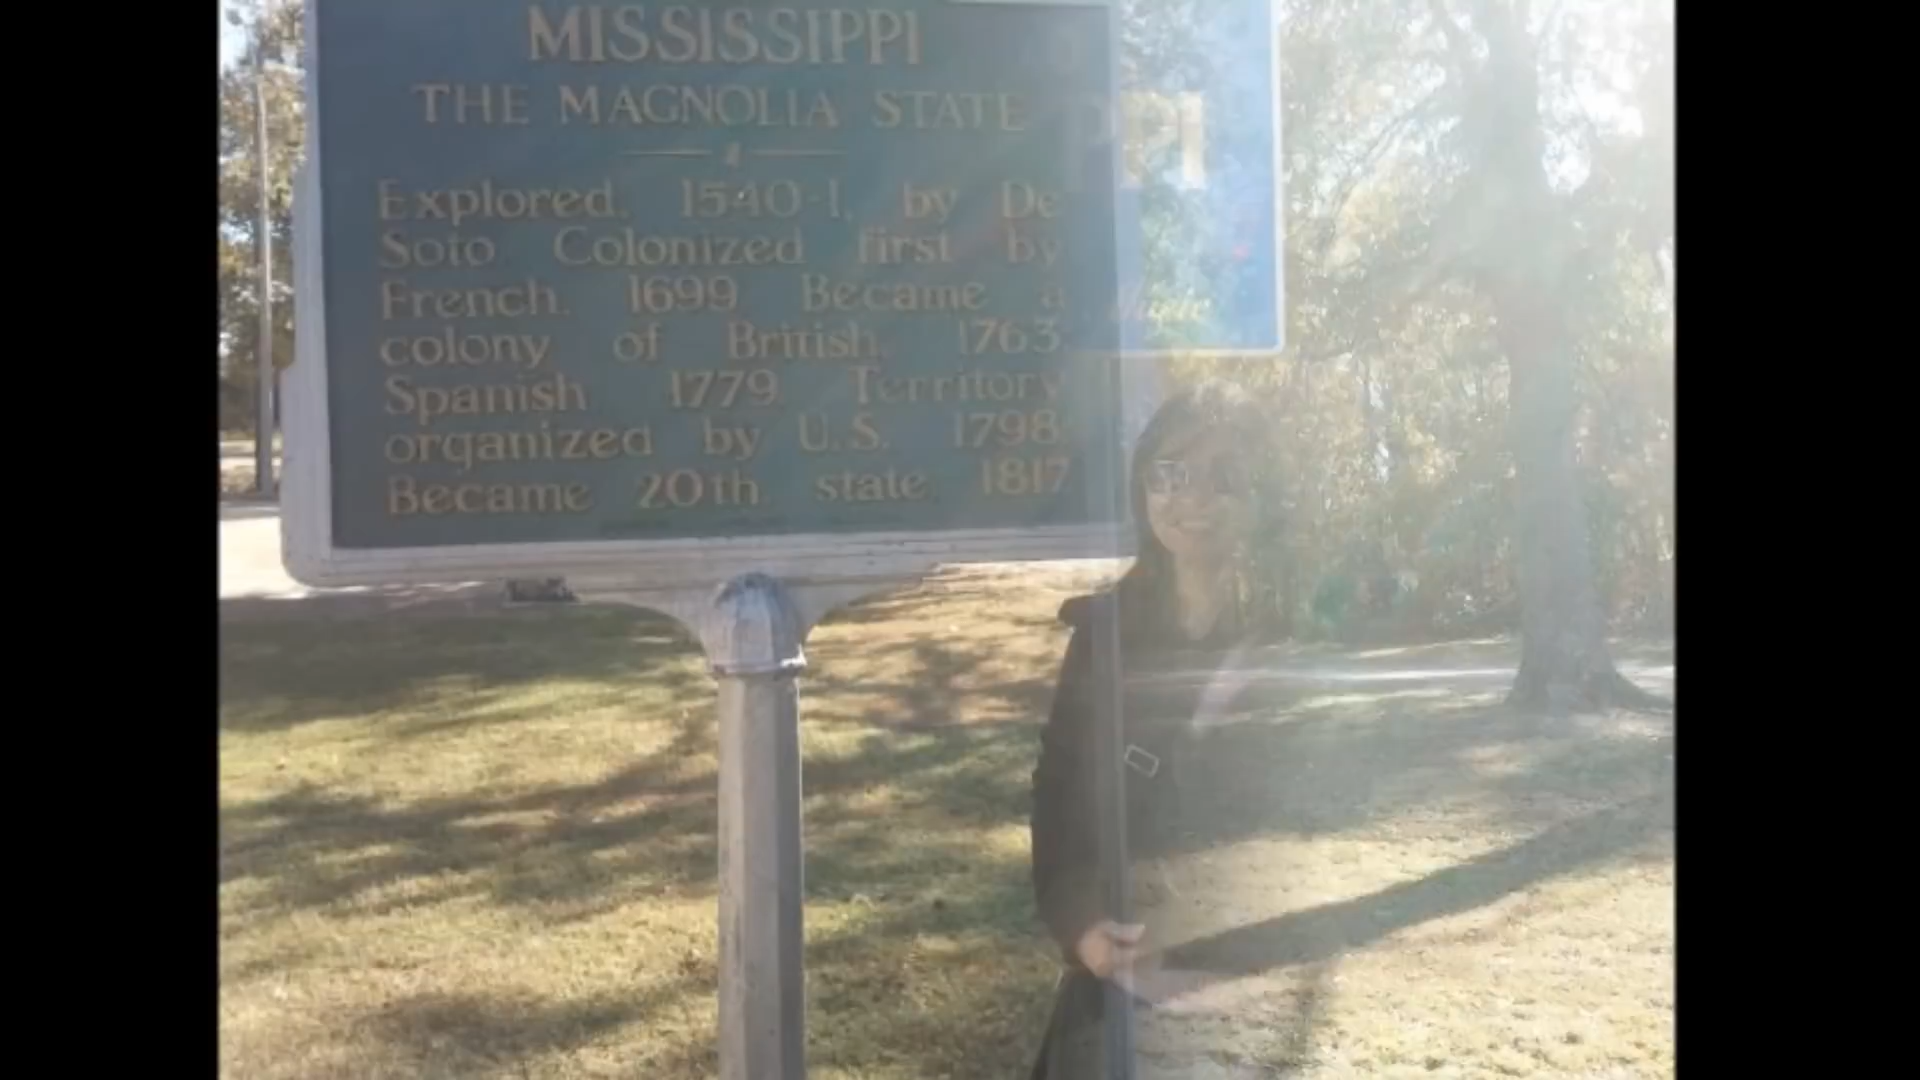 MISSISSIPPI
THE MAGNOLIA STATE
PPI
Explored, 1540-1, by De
Soto Colonized first by
French, 1699 Became a
colony of British, 1763,
Spanish 1779 Territory
organized by U.S. 1798.
Became 20th state, 1817